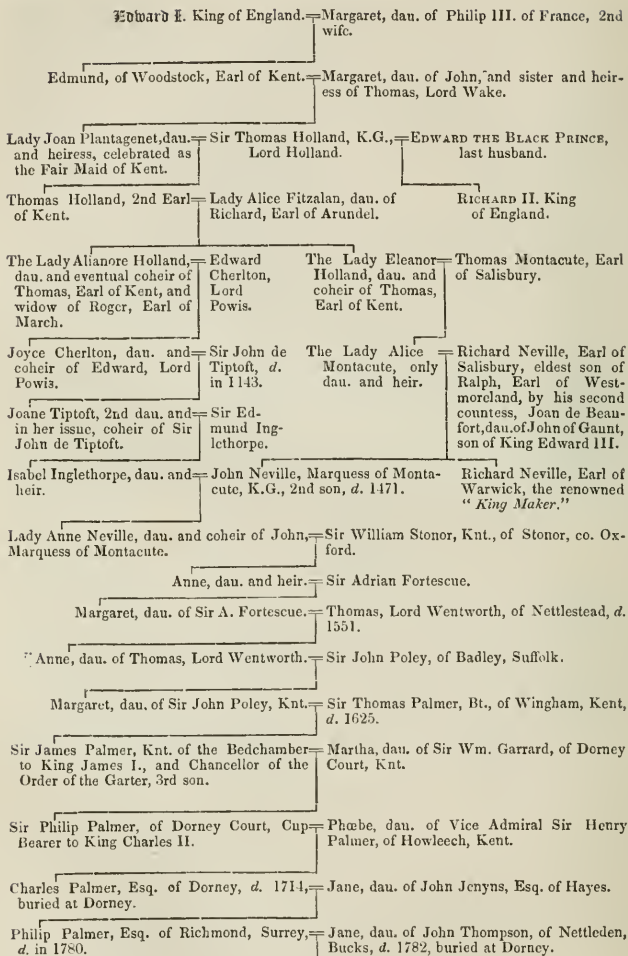 Edward I. King of England. = Margaret, dau. of Philip III. of France, 2nd
wife.
Edmund, of Woodstock, Earl of Kent. = Margaret, dau. of John, and sister and heir-
ess of Thomas, Lord Wake.
Lady Joan Plantagenet, dau. = Sir Thomas Holland, K.G., = EDWARD THE BLACK PRINCE,
and heiress, celebrated as Lord Holland. last husband.
the Fair Maid of Kent.
Thomas Holland, 2nd Earl = Lady Alice Fitzalan, dau. of RICHARD II. King
of Kent. Richard, Earl of Arundel. of England.
The Lady Alianore Holland, = Edward The Lady Eleanor = Thomas Montacute, Earl
dau. and eventual coheir of Cherlton, Holland, dau. and of Salisbury.
Thomas, Earl of Kent, and Lord coheir of Thomas,
widow of Roger, Earl of Powis. Earl of Kent.
March.
Joyce Cherlton, dau. and = Sir John de The Lady Alice = Richard Neville, Earl of
coheir of Edward, Lord Tiptoft, d. Montacute, only Salisbury, eldest son of
Powis. in 1143. dau. and heir. Ralph, Earl of West-
moreland, by his second
Joane Tiptoft, 2nd dau. and = Sir Ed- countess, Joan de Beau-
in her issue, coheir of Sir mund Ing- fort, dau. of John of Gaunt,
John de Tiptoft. lethorpe. son of King Edward III.
Isabel Inglethorpe, dau. and = John Neville, Marquess of Monta- Richard Neville, Earl of
heir. cute, K.G., 2nd son, d. 1471. Warwick, the renowned
"King Maker."
Lady Anne Neville, dau. and coheir of John, = Sir William Stonor, Knt., of Stonor, co. Ox-
Marquess of Montacute. ford.
Anne, dau. and heir. = Sir Adrian Fortescue.
Margaret, dau. of Sir A. Fortescue. = Thomas, Lord Wentworth, of Nettlestead, d.
1551.
Anne, dau. of Thomas, Lord Wentworth. = Sir John Poley, of Badley, Suffolk.
Margaret, dau. of Sir John Poley, Knt. = Sir Thomas Palmer, Bt., of Wingham, Kent,
d. 1625.
Sir James Palmer, Knt. of the Bedchamber = Martha, dau. of Sir Wm. Garrard, of Dorney
to King James I., and Chancellor of the Court, Knt.
Order of the Garter, 3rd son.
Sir Philip Palmer, of Dorney Court, Cup = Phœbe, dau. of Vice Admiral Sir Henry
Bearer to King Charles II. Palmer, of Howleech, Kent.
Charles Palmer, Esq. of Dorney, d. 1714, = Jane, dau. of John Jenyns, Esq. of Hayes.
buried at Dorney.
Philip Palmer, Esq. of Richmond, Surrey, = Jane, dau. of John Thompson, of Nettleden,
d. in 1780. Bucks, d. 1782, buried at Dorney.